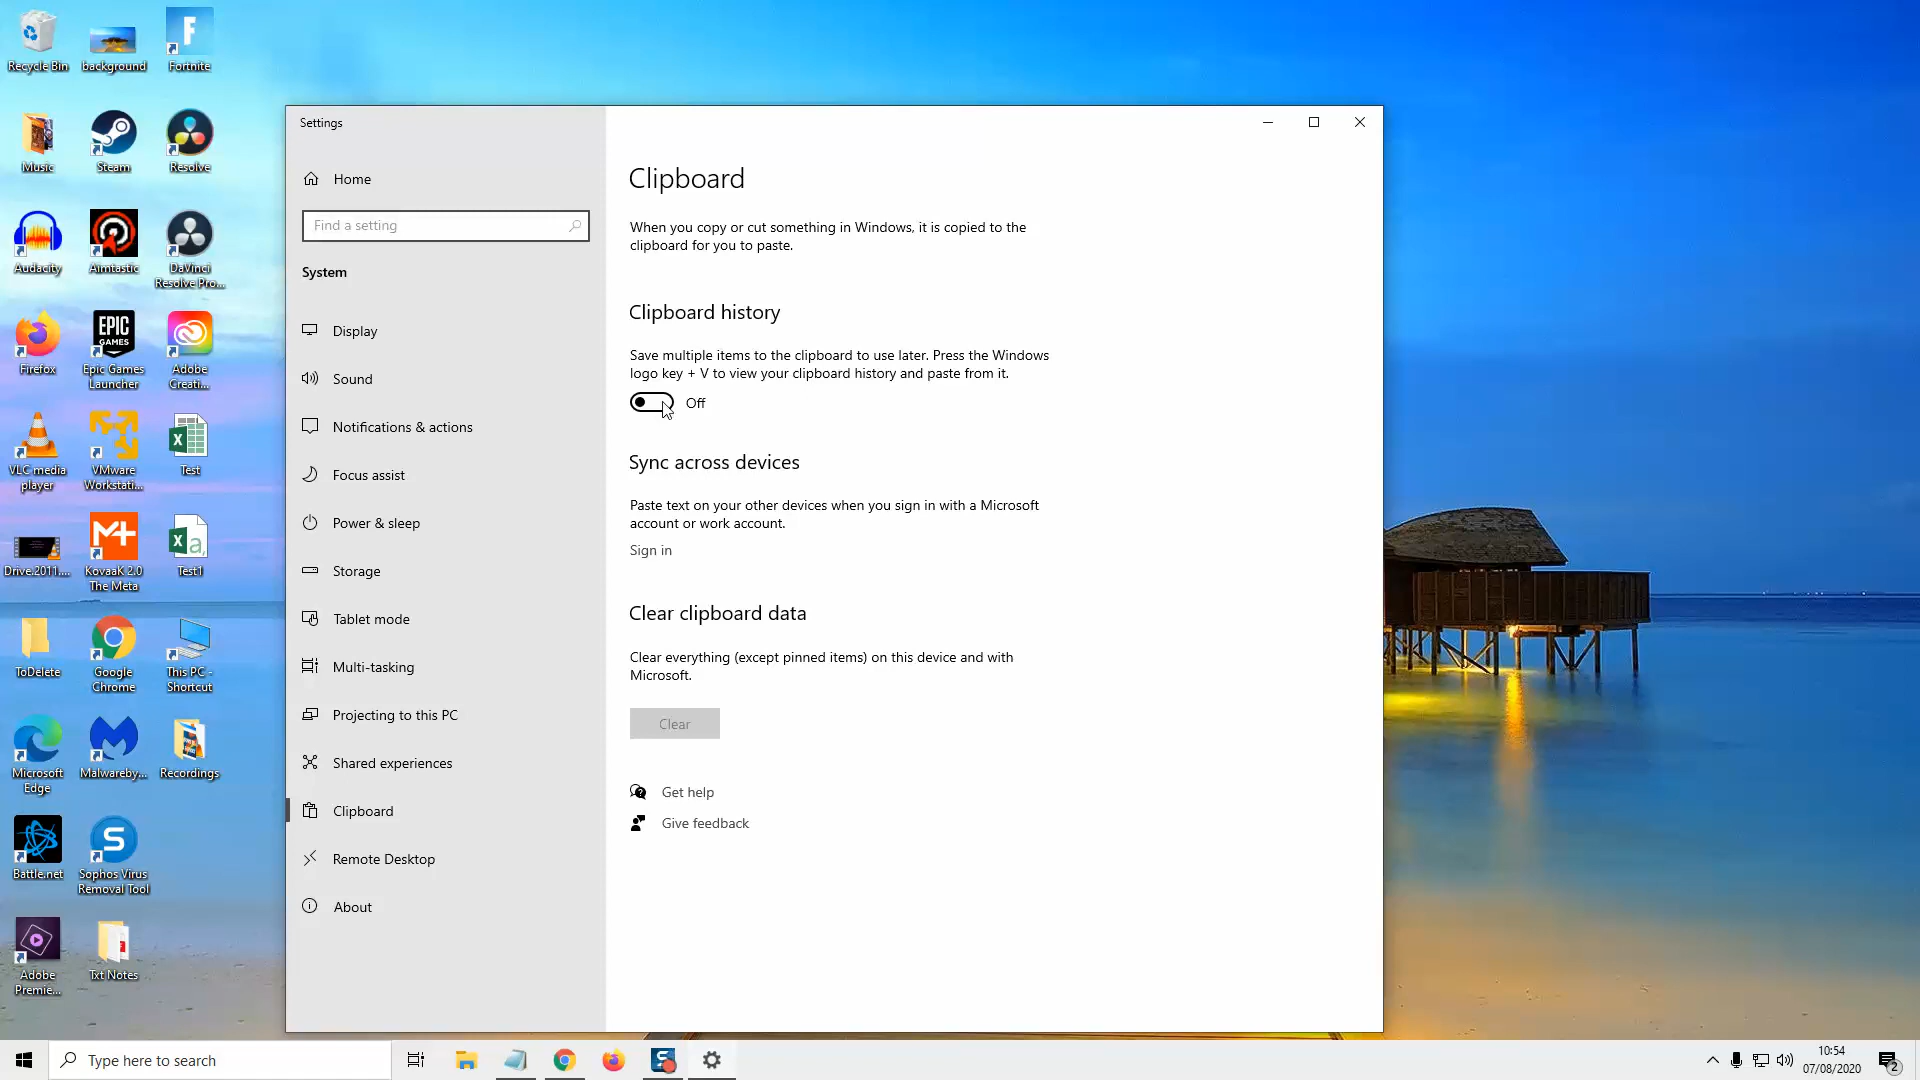 Recycle Bin
background
Fortnite
Music
Steam
Resolve
Audacity
Aimtastic
DaVinci
Resolve Pro...
Firefox
EPIC
GAMES
Epic Games
Launcher
Adobe
Creati...
VLC media
player
VMware
Workstati...
Test
Drive.2011....
KovaaK 2.0
The Meta
Test1
ToDelete
Google
Chrome
This PC -
Shortcut
Microsoft
Edge
Malwareby...
Recordings
Battle.net
Sophos Virus
Removal Tool
Adobe
Premie...
Txt Notes
Settings
Home
Find a setting
System
Display
Sound
Notifications & actions
Focus assist
Power & sleep
Storage
Tablet mode
Multi-tasking
Projecting to this PC
Shared experiences
Clipboard
Remote Desktop
About
Clipboard
When you copy or cut something in Windows, it is copied to the
clipboard for you to paste.
Clipboard history
Save multiple items to the clipboard to use later. Press the Windows
logo key + V to view your clipboard history and paste from it.
Off
Sync across devices
Paste text on your other devices when you sign in with a Microsoft
account or work account.
Sign in
Clear clipboard data
Clear everything (except pinned items) on this device and with
Microsoft.
Clear
Get help
Give feedback
Type here to search
10:54
07/08/2020
2